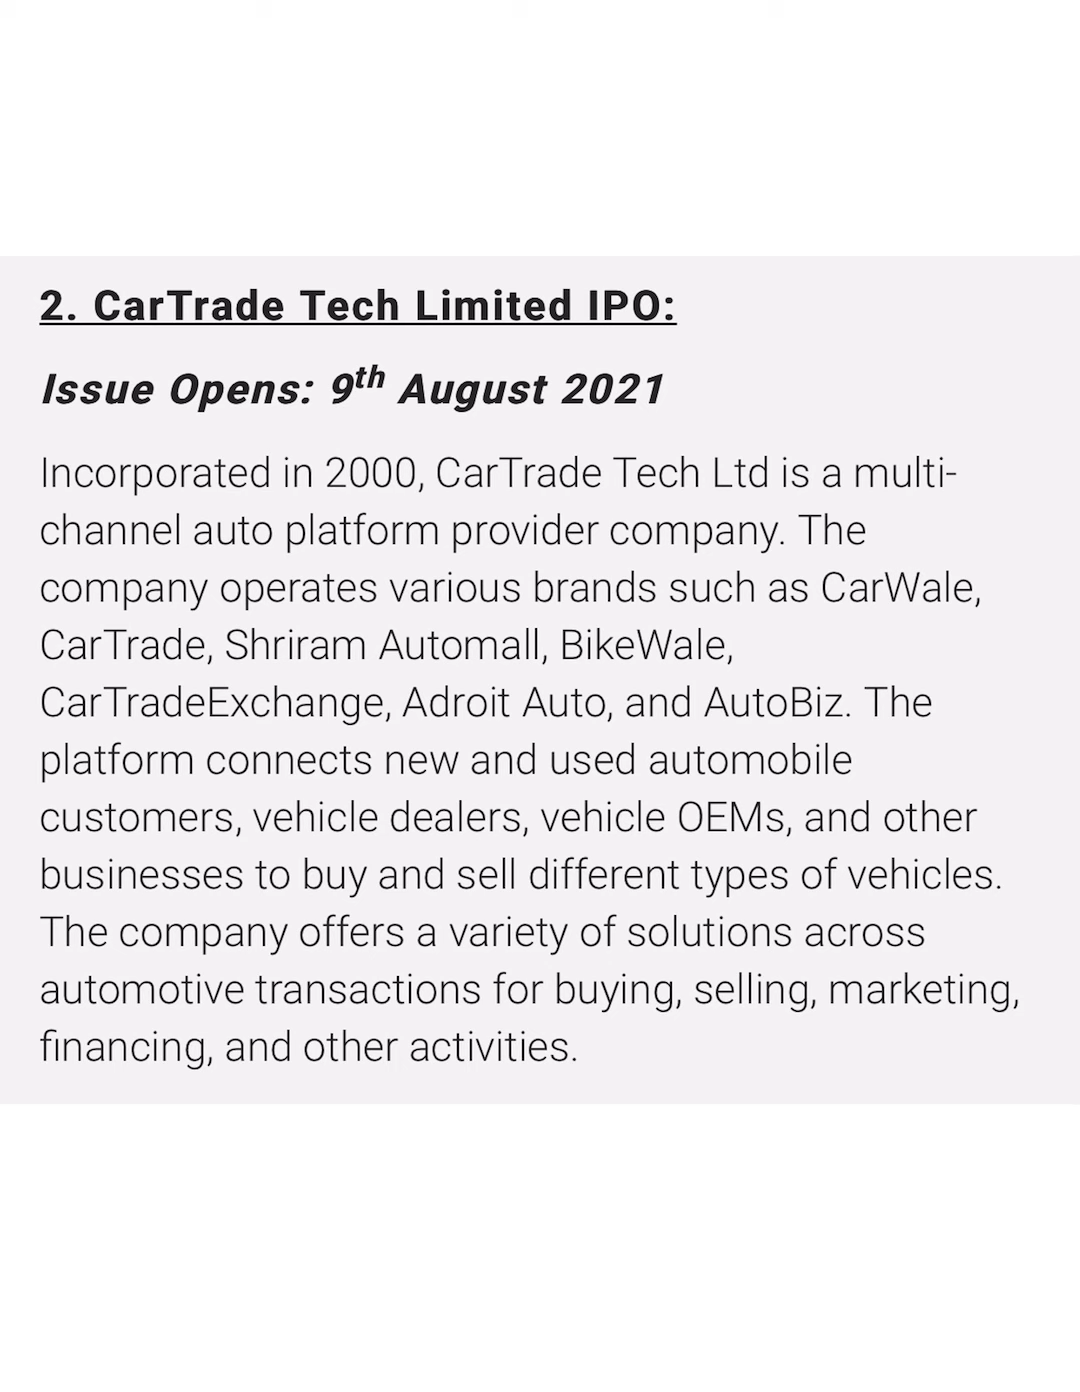 2. CarTrade Tech Limited IPO:
Issue Opens: 9th August 2021
Incorporated in 2000, CarTrade Tech Ltd is a multi-
channel auto platform provider company. The
company operates various brands such as CarWale,
CarTrade, Shriram Automall, BikeWale,
CarTradeExchange, Adroit Auto, and AutoBiz. The
platform connects new and used automobile
customers, vehicle dealers, vehicle OEMs, and other
businesses to buy and sell different types of vehicles.
The company offers a variety of solutions across
automotive transactions for buying, selling, marketing,
financing, and other activities.